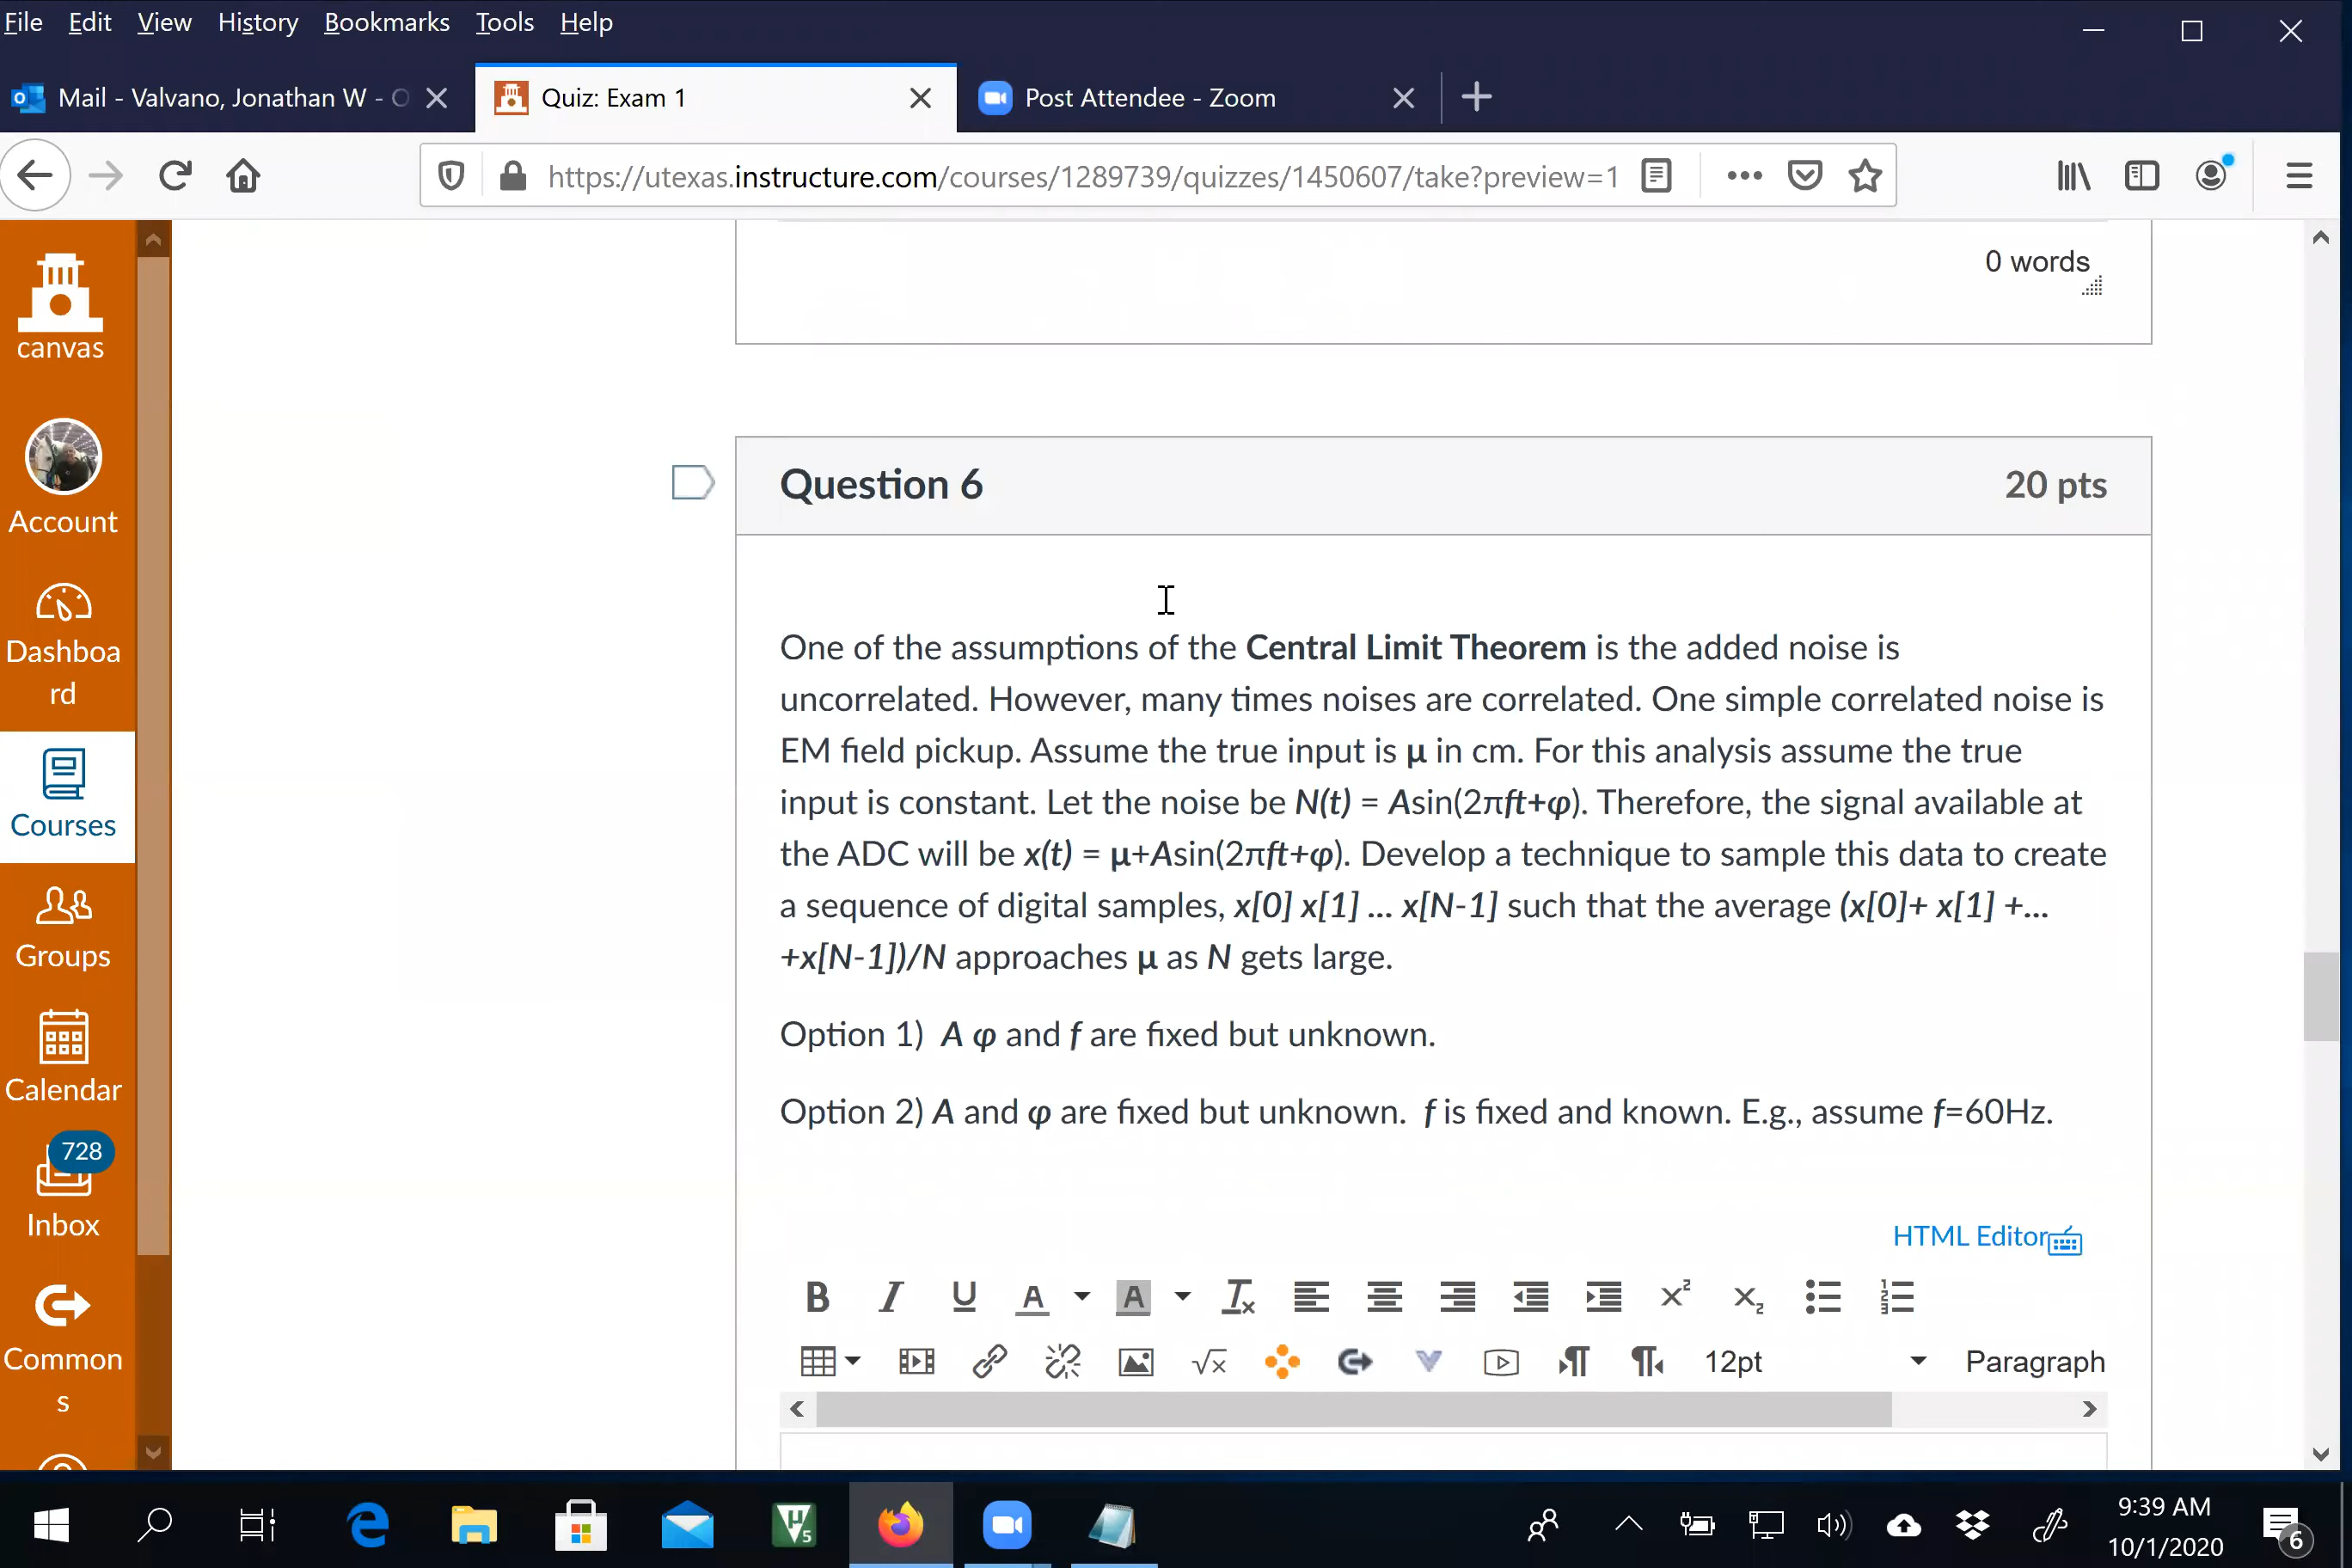 File Edit View History Bookmarks Tools Help
Mail - Valvano, Jonathan W - O
Quiz: Exam 1
Post Attendee - Zoom
https://utexas.instructure.com/courses/1289739/quizzes/1450607/take?preview=1
canvas
Account
Dashboa
rd
Courses
Groups
Calendar
728
Inbox
Common
s
0 words
Question 6
20 pts
One of the assumptions of the Central Limit Theorem is the added noise is
uncorrelated. However, many times noises are correlated. One simple correlated noise is
EM field pickup. Assume the true input is μ in cm. For this analysis assume the true
input is constant. Let the noise be N(t) = Asin(2πft+φ). Therefore, the signal available at
the ADC will be x(t) = μ+Asin(2πft+φ). Develop a technique to sample this data to create
a sequence of digital samples, x[0] x[1] ... x[N-1] such that the average (x[0]+ x[1] +...
+x[N-1])/N approaches μ as N gets large.
Option 1)  A φ and f are fixed but unknown.
Option 2) A and φ are fixed but unknown.  f is fixed and known. E.g., assume f=60Hz.
HTML Editor
12pt
Paragraph
9:39 AM
10/1/2020
6